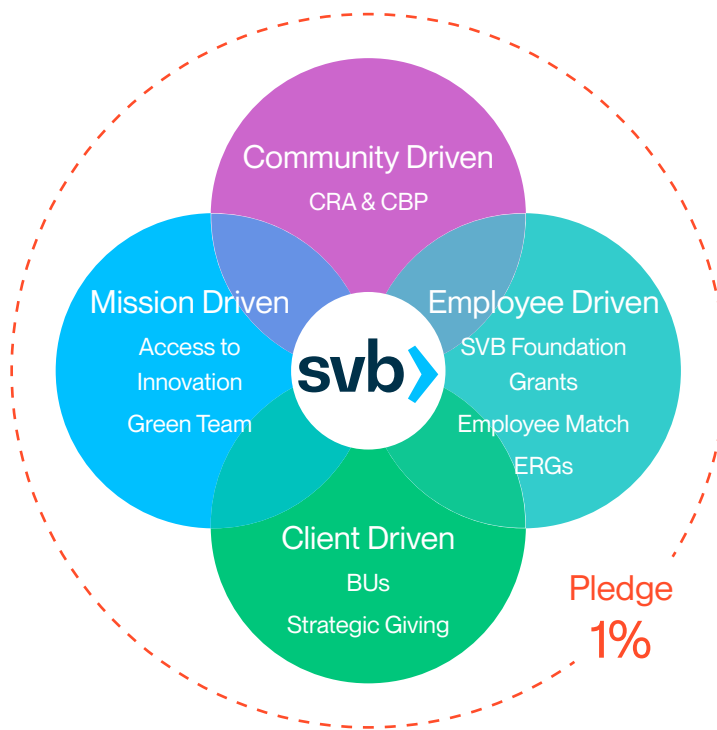 Community Driven
CRA & CBP
Mission Driven
Access to
Innovation
Green Team
svb
Employee Driven
SVB Foundation
Grants
Employee Match
ERGs
Client Driven
BUs
Strategic Giving
Pledge
1%